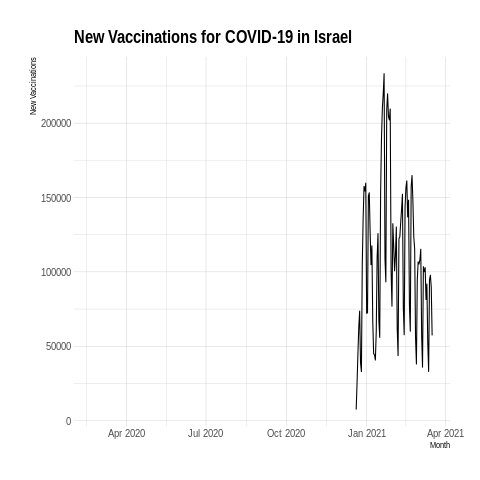 New Vaccinations for COVID-19 in Israel
New Vaccinations
200000
150000
100000
50000
0
Apr 2020 Jul 2020 Oct 2020 Jan 2021 Apr 2021
Month